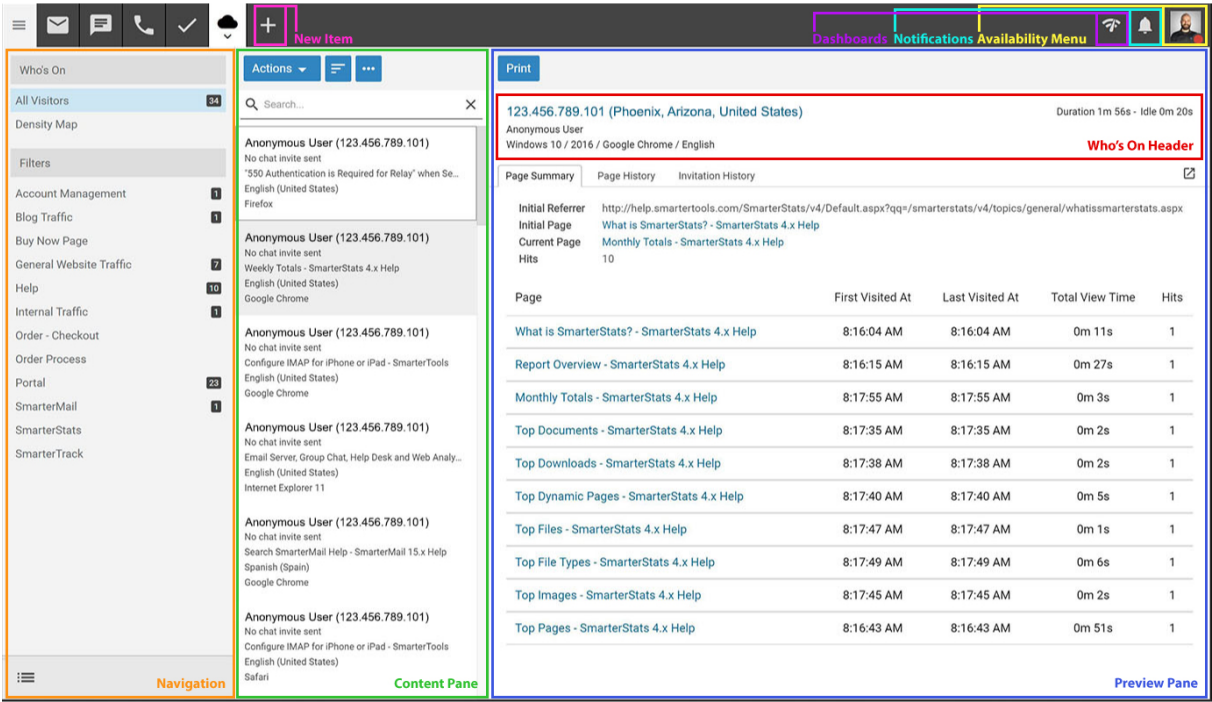 New Item
Dashboards Notifications Availability Menu
Who's On
All Visitors 34
Density Map
Filters
Account Management 1
Blog Traffic 1
Buy Now Page
General Website Traffic 7
Help 10
Internal Traffic 1
Order - Checkout
Order Process
Portal 23
SmarterMail 1
SmarterStats
SmarterTrack
Navigation
Actions
Search...
Anonymous User (123.456.789.101)
No chat invite sent
"550 Authentication is Required for Relay" when Se...
English (United States)
Firefox
Anonymous User (123.456.789.101)
No chat invite sent
Weekly Totals - SmarterStats 4.x Help
English (United States)
Google Chrome
Anonymous User (123.456.789.101)
No chat invite sent
Configure IMAP for iPhone or iPad - SmarterTools
English (United States)
Google Chrome
Anonymous User (123.456.789.101)
No chat invite sent
Email Server, Group Chat, Help Desk and Web Analy...
English (United States)
Internet Explorer 11
Anonymous User (123.456.789.101)
No chat invite sent
Search SmarterMail Help - SmarterMail 15.x Help
Spanish (Spain)
Google Chrome
Anonymous User (123.456.789.101)
No chat invite sent
Configure IMAP for iPhone or iPad - SmarterTools
English (United States)
Safari
Content Pane
Print
123.456.789.101 (Phoenix, Arizona, United States) Duration 1m 56s - Idle 0m 20s
Anonymous User
Windows 10 / 2016 / Google Chrome / English
Who's On Header
Page Summary Page History Invitation History
Initial Referrer http://help.smartertools.com/SmarterStats/v4/Default.aspx?qq=/smarterstats/v4/topics/general/whatissmarterstats.aspx
Initial Page What is SmarterStats? - SmarterStats 4.x Help
Current Page Monthly Totals - SmarterStats 4.x Help
Hits 10
Page First Visited At Last Visited At Total View Time Hits
What is SmarterStats? - SmarterStats 4.x Help 8:16:04 AM 8:16:04 AM 0m 11s 1
Report Overview - SmarterStats 4.x Help 8:16:15 AM 8:16:15 AM 0m 27s 1
Monthly Totals - SmarterStats 4.x Help 8:17:55 AM 8:17:55 AM 0m 3s 1
Top Documents - SmarterStats 4.x Help 8:17:35 AM 8:17:35 AM 0m 2s 1
Top Downloads - SmarterStats 4.x Help 8:17:38 AM 8:17:38 AM 0m 2s 1
Top Dynamic Pages - SmarterStats 4.x Help 8:17:40 AM 8:17:40 AM 0m 5s 1
Top Files - SmarterStats 4.x Help 8:17:47 AM 8:17:47 AM 0m 1s 1
Top File Types - SmarterStats 4.x Help 8:17:49 AM 8:17:49 AM 0m 6s 1
Top Images - SmarterStats 4.x Help 8:17:45 AM 8:17:45 AM 0m 2s 1
Top Pages - SmarterStats 4.x Help 8:16:43 AM 8:16:43 AM 0m 51s 1
Preview Pane